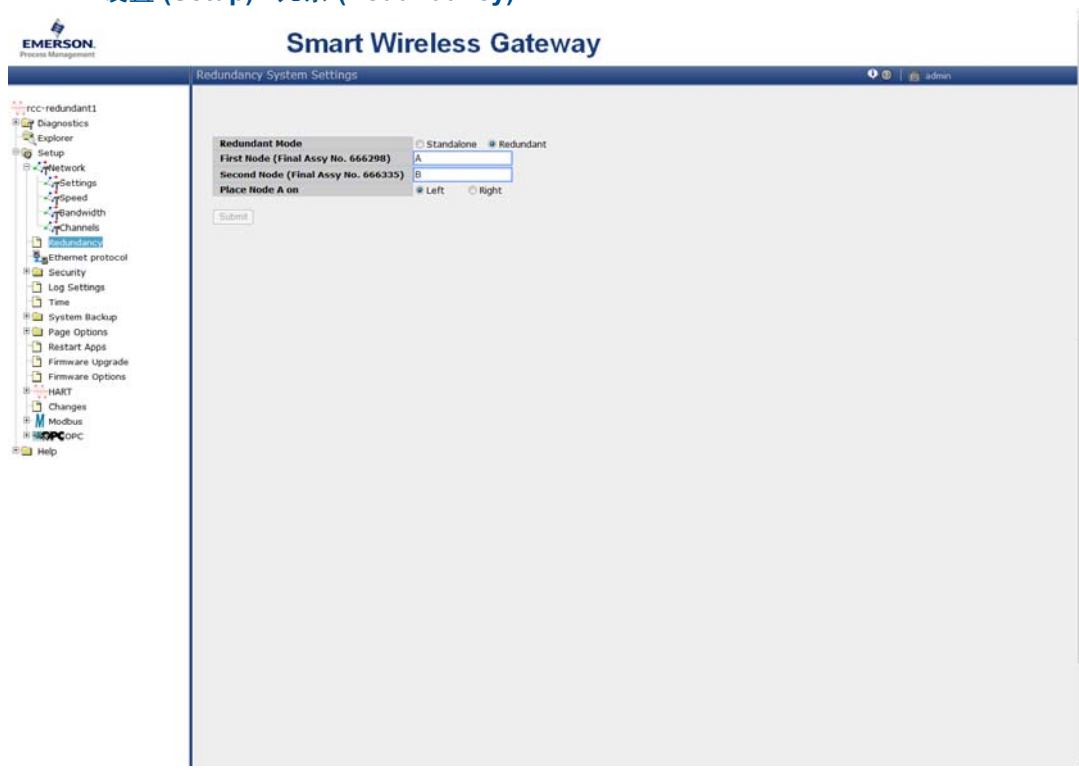 (Setup) (Redundancy)
EMERSON.
Process Management
Smart Wireless Gateway
Redundancy System Settings
admin
rcc-redundant1
Diagnostics
Explorer
Setup
Network
Settings
Speed
Bandwidth
Channels
Redundancy
Ethernet protocol
Security
Log Settings
Time
System Backup
Page Options
Restart Apps
Firmware Upgrade
Firmware Options
HART
Changes
Modbus
OPC OPC
Help
Redundant Mode Standalone Redundant
First Node (Final Assy No. 666298) A
Second Node (Final Assy No. 666335) B
Place Node A on Left Right
Submit